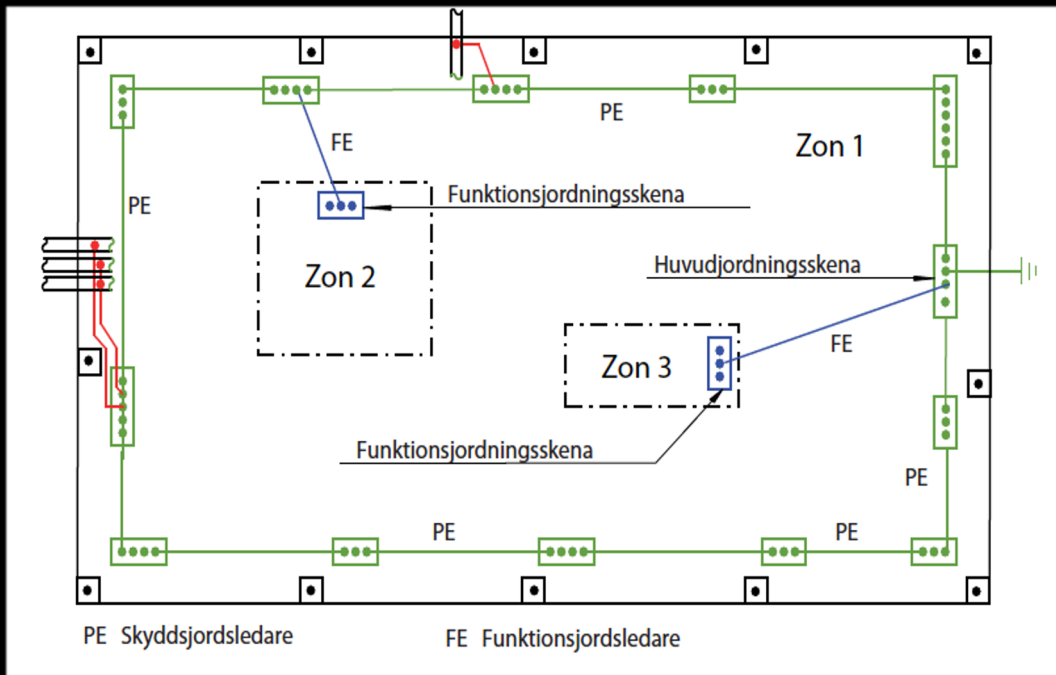 PE
Zon 1
FE
Funktionsjordningsskena
PE
Huvudjordningsskena
Zon 2
FE
Zon 3
Funktionsjordningsskena
PE
PE
PE
PE Skyddsjordsledare
FE Funktionsjordsledare